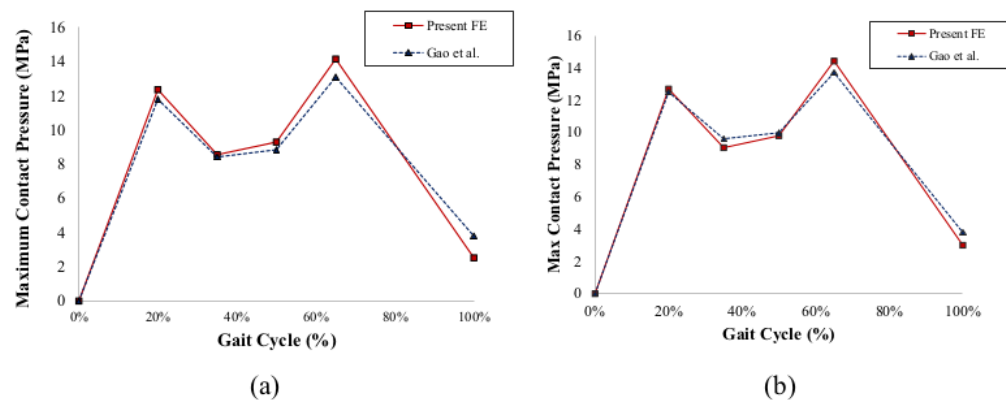 Present FE
Gao et al.
Maximum Contact Pressure (MPa)
16
14
12
10
8
6
4
2
0
0% 20% 40% 60% 80% 100%
Gait Cycle (%)
(a)
Present FE
Gao et al.
Max Contact Pressure (MPa)
16
14
12
10
8
6
4
2
0
0% 20% 40% 60% 80% 100%
Gait Cycle (%)
(b)